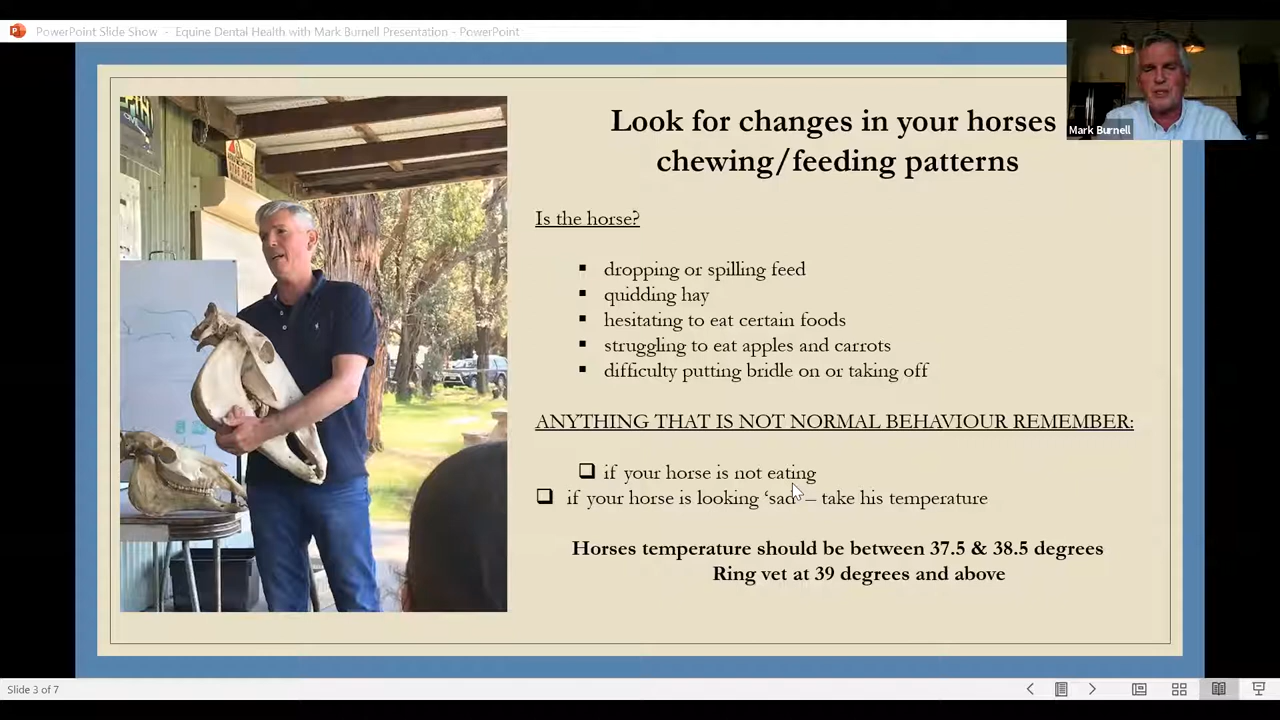 PowerPoint Slide Show - Equine Dental Health with Mark Burnell Presentation - PowerPoint
Mark Burnell
Look for changes in your horses
chewing/feeding patterns
Is the horse?
▪ dropping or spilling feed
▪ quidding hay
▪ hesitating to eat certain foods
▪ struggling to eat apples and carrots
▪ difficulty putting bridle on or taking off
ANYTHING THAT IS NOT NORMAL BEHAVIOUR REMEMBER:
❑ if your horse is not eating
❑ if your horse is looking ‘sad’ – take his temperature
Horses temperature should be between 37.5 & 38.5 degrees
Ring vet at 39 degrees and above
Slide 3 of 7